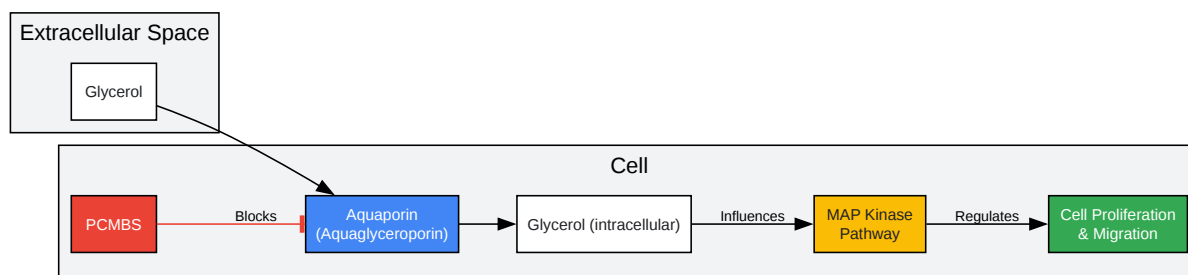 Extracellular Space
Glycerol
Cell
PCMBS
Blocks
Aquaporin
(Aquaglyceroporin)
Glycerol (intracellular)
Influences
MAP Kinase
Pathway
Regulates
Cell Proliferation
& Migration